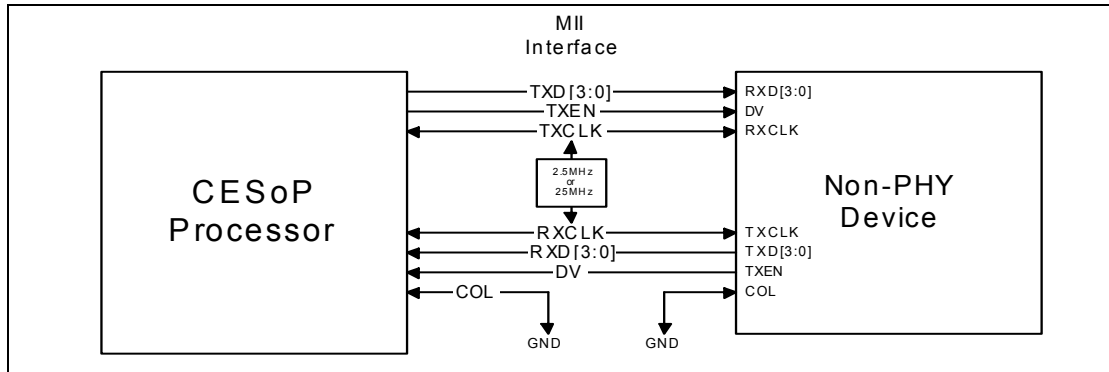 MII
Interface
CESoP
Processor
TXD[3:0]
TXEN
TXCLK
2.5MHz
or
25MHz
RXCLK
RXD[3:0]
DV
COL
GND
GND
RXD[3:0]
DV
RXCLK
Non-PHY
Device
TXCLK
TXD[3:0]
TXEN
COL